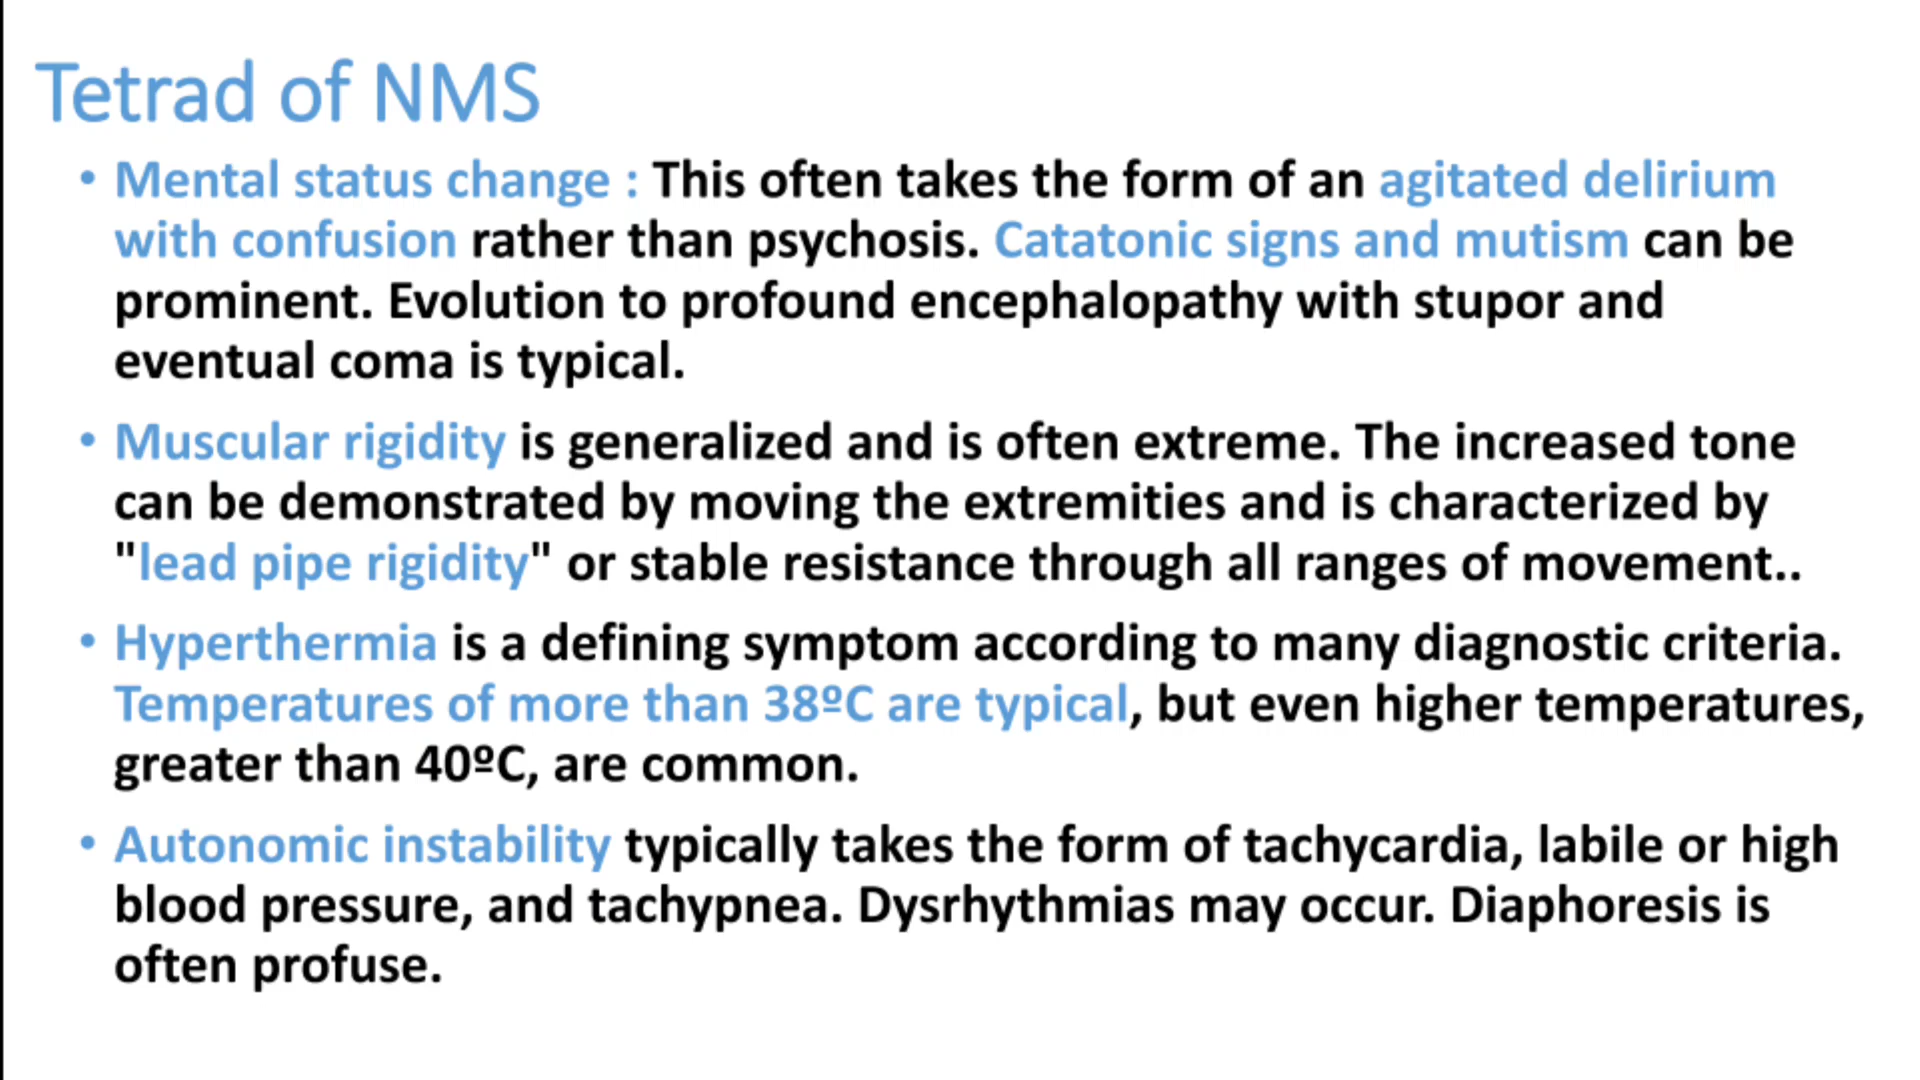 Tetrad of NMS
• Mental status change : This often takes the form of an agitated delirium
with confusion rather than psychosis. Catatonic signs and mutism can be
prominent. Evolution to profound encephalopathy with stupor and
eventual coma is typical.
• Muscular rigidity is generalized and is often extreme. The increased tone
can be demonstrated by moving the extremities and is characterized by
"lead pipe rigidity" or stable resistance through all ranges of movement..
• Hyperthermia is a defining symptom according to many diagnostic criteria.
Temperatures of more than 38ºC are typical, but even higher temperatures,
greater than 40ºC, are common.
• Autonomic instability typically takes the form of tachycardia, labile or high
blood pressure, and tachypnea. Dysrhythmias may occur. Diaphoresis is
often profuse.